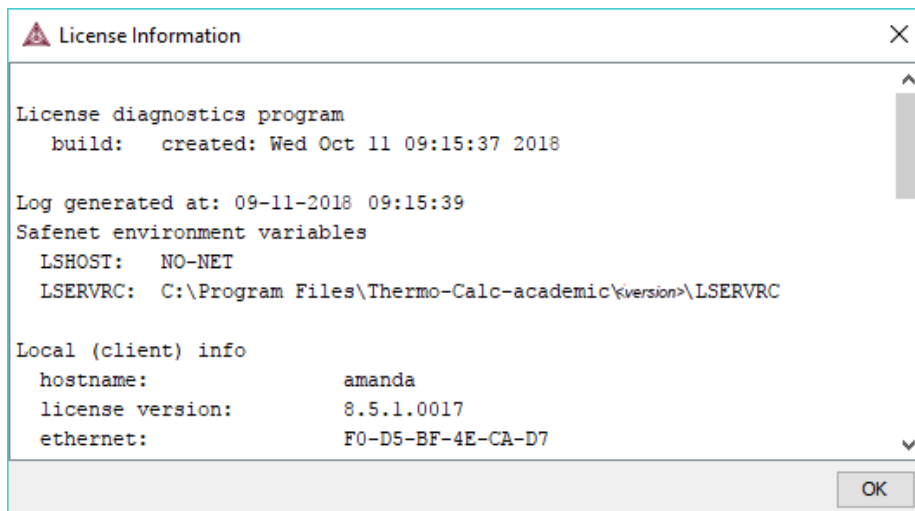 License Information
License diagnostics program
build: created: Wed Oct 11 09:15:37 2018
Log generated at: 09-11-2018 09:15:39
Safenet environment variables
LSHOST: NO-NET
LSERVRC: C:\Program Files\Thermo-Calc-academic\<version>\LSERVRC
Local (client) info
hostname: amanda
license version: 8.5.1.0017
ethernet: F0-D5-BF-4E-CA-D7
OK